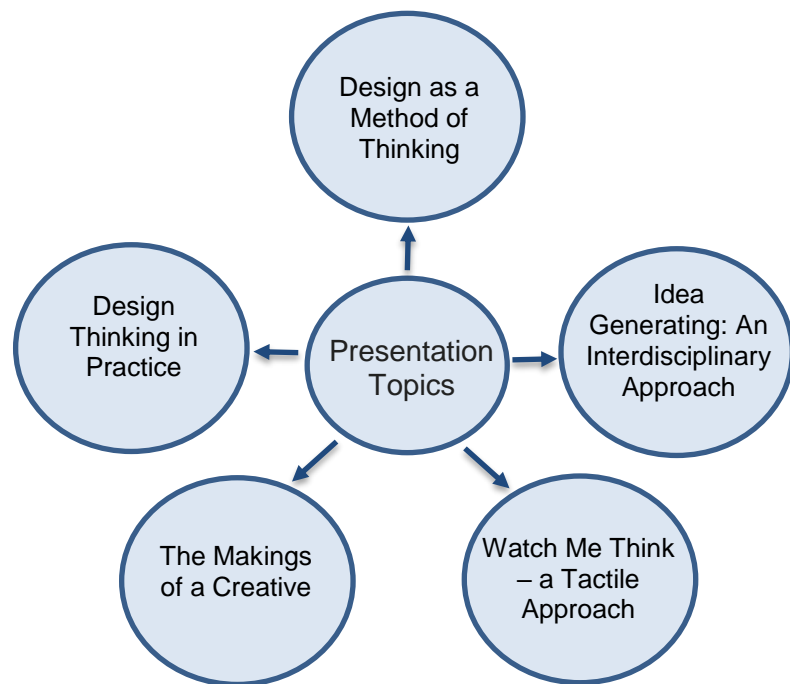 Design as a
Method of
Thinking
Design
Thinking in
Practice
Presentation
Topics
Idea
Generating: An
Interdisciplinary
Approach
The Makings
of a Creative
Watch Me Think
– a Tactile
Approach